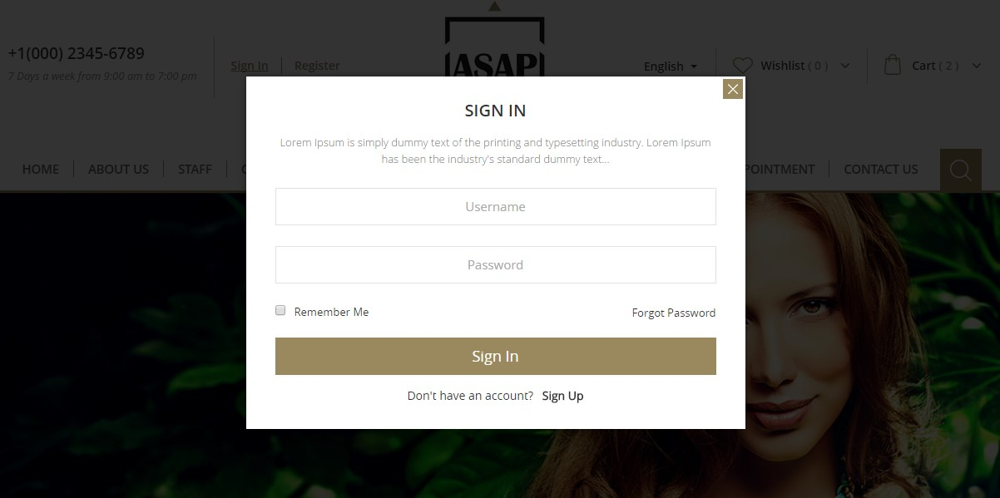 +1(000) 2345-6789
7 Days a week from 9:00 am to 7:00 pm
Sign In
Register
ASAP
English
Wishlist ( 0 )
Cart ( 2 )
HOME
ABOUT US
STAFF
CONTACT US
SIGN IN
Lorem Ipsum is simply dummy text of the printing and typesetting industry. Lorem Ipsum
has been the industry's standard dummy text...
Username
Password
Remember Me
Forgot Password
Sign In
Don't have an account? Sign Up